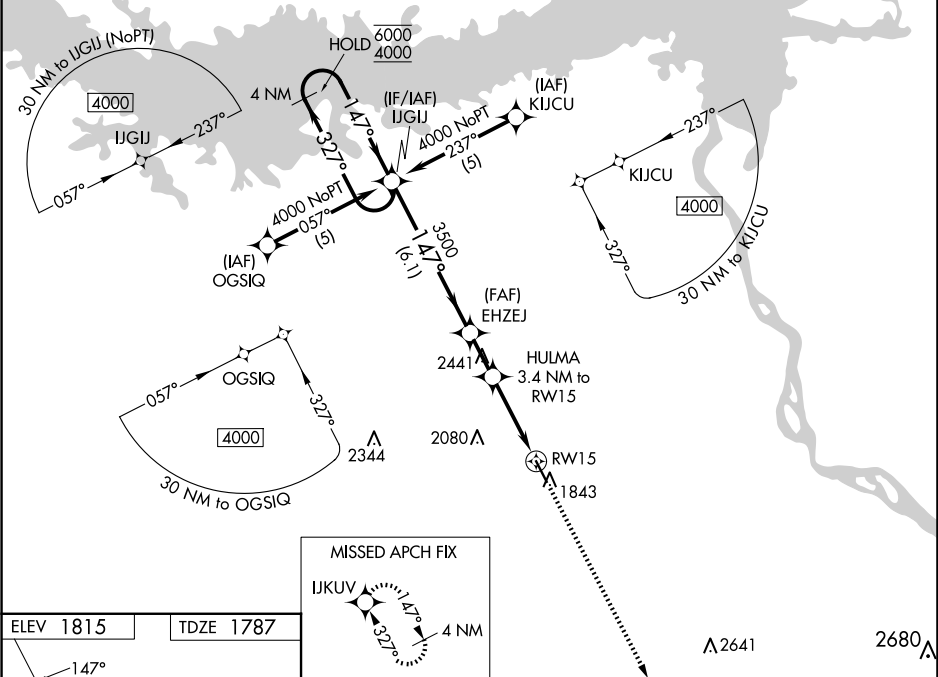 30 NM to IJGIJ (NoPT)
4000
IJGIJ
237°
057°
HOLD 6000
4000
4 NM
147°
327°
(IF/IAF)
IJGIJ
(IAF)
KIJCU
4000 NoPT
237°
(5)
4000 NoPT
057°
(5)
(IAF)
OGSIQ
3500
147°
(6.1)
237°
KIJCU
4000
327°
30 NM to KIJCU
(FAF)
EHZEJ
2441
HULMA
3.4 NM to
RW15
057°
OGSIQ
327°
4000
30 NM to OGSIQ
2344
2080
RW15
1843
MISSED APCH FIX
IJKUV
147°
327°
4 NM
ELEV 1815
TDZE 1787
147°
2641
2680